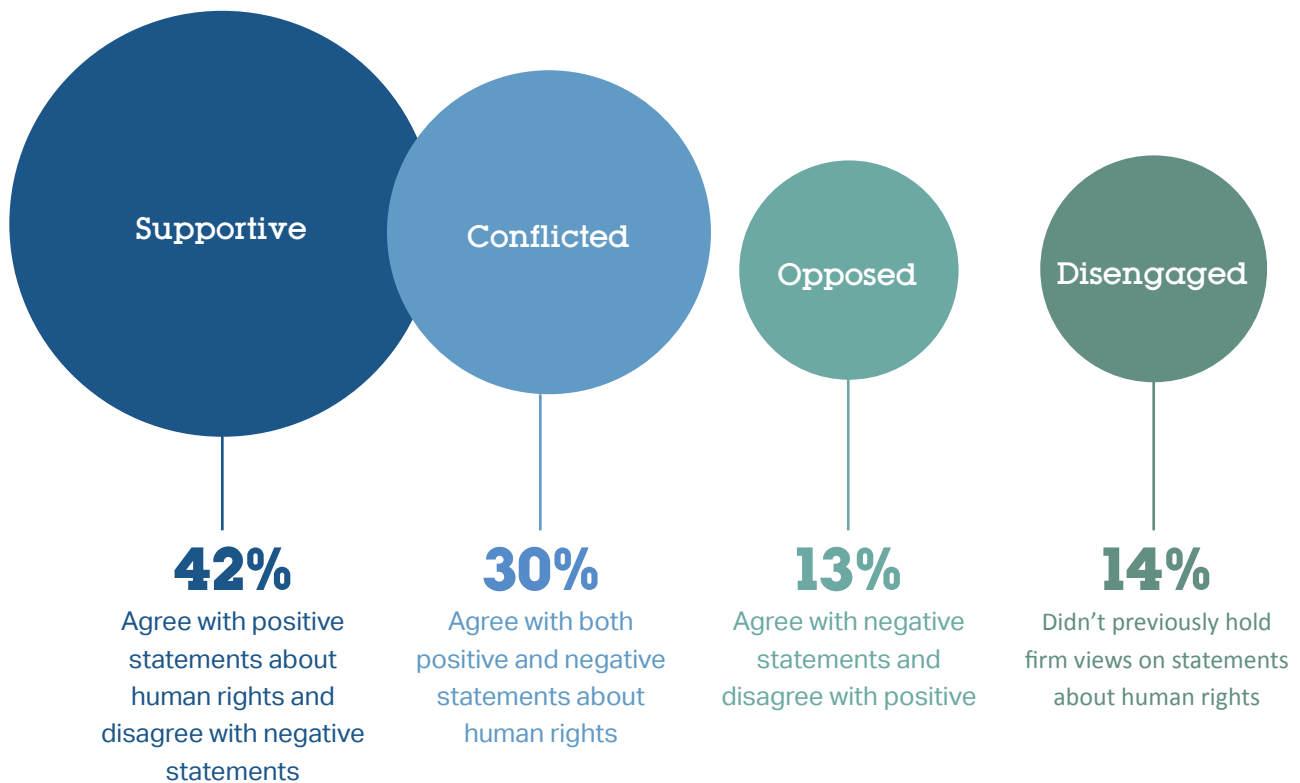 Supportive
Conflicted
Opposed
Disengaged
42%
Agree with positive
statements about
human rights and
disagree with negative
statements
30%
Agree with both
positive and negative
statements about
human rights
13%
Agree with negative
statements and
disagree with positive
14%
Didn’t previously hold
firm views on statements
about human rights